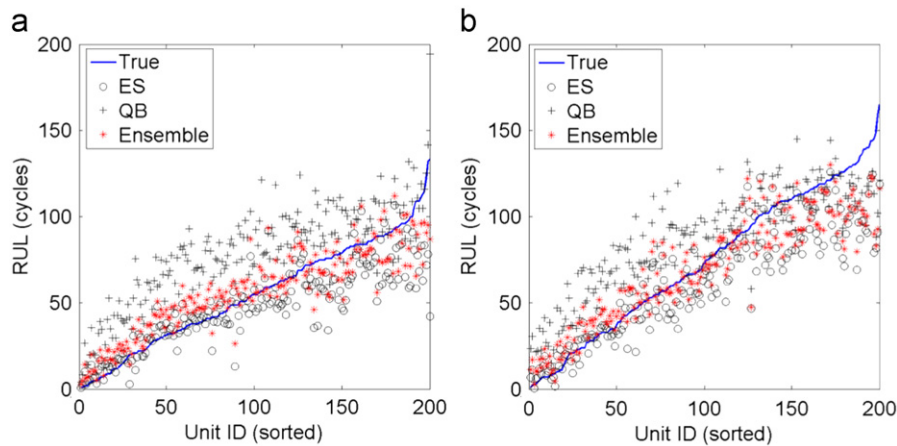 a
200
150
100
50
0
RUL (cycles)
True
ES
QB
Ensemble
0
50
100
150
200
Unit ID (sorted)
b
200
150
100
50
0
RUL (cycles)
True
ES
QB
Ensemble
0
50
100
150
200
Unit ID (sorted)